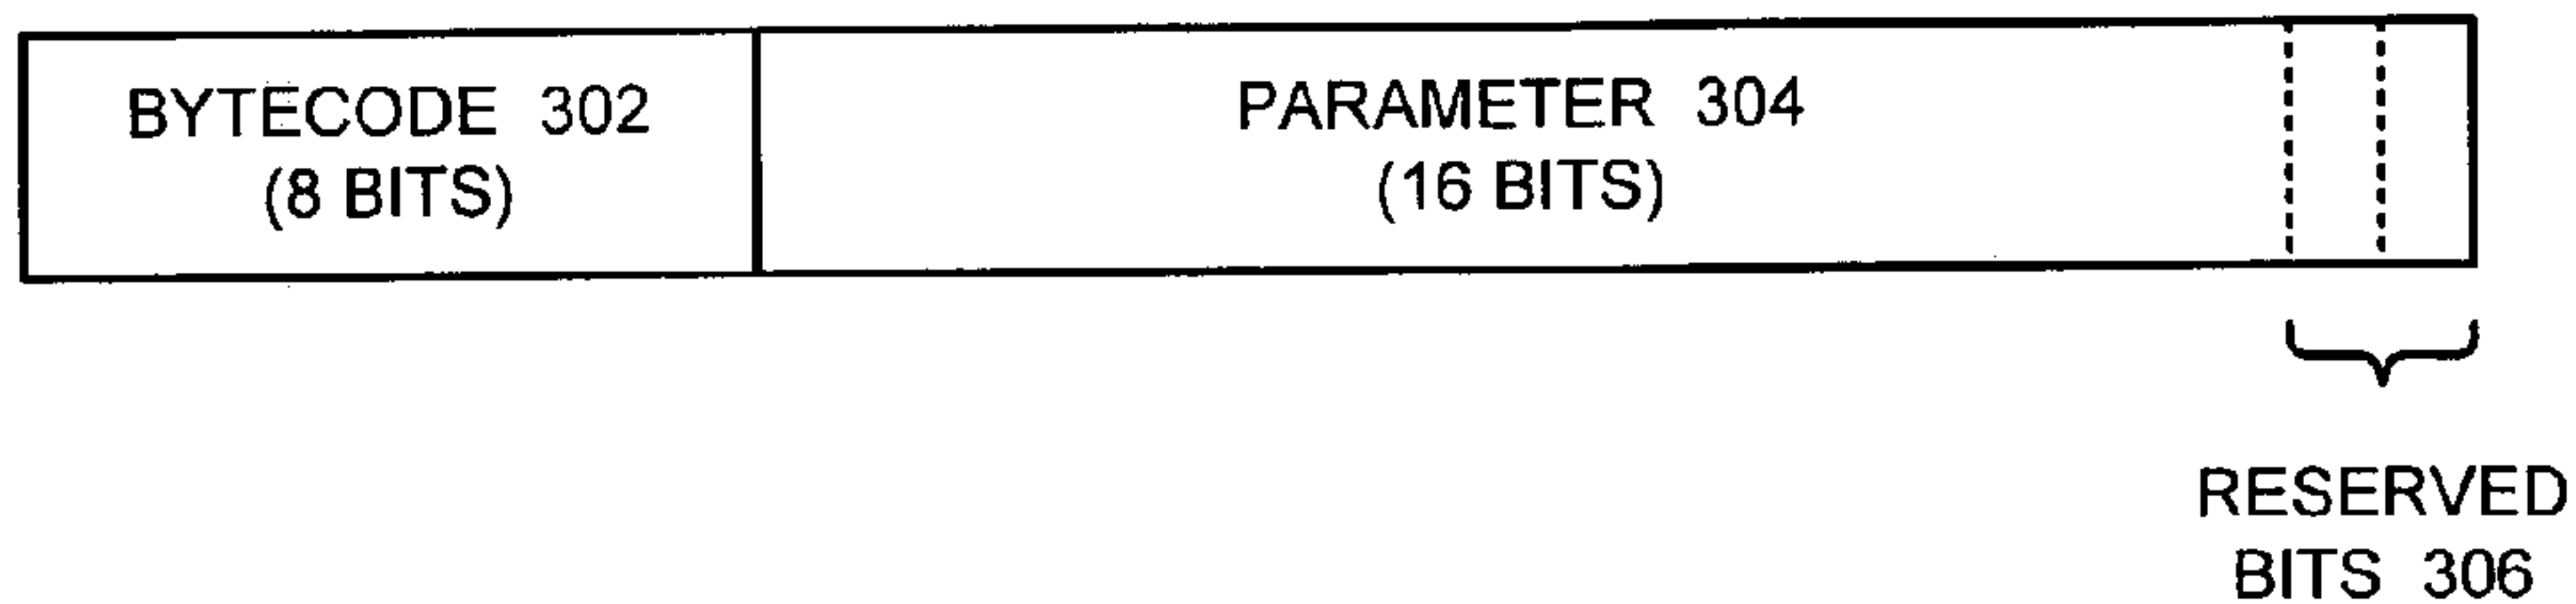 BYTECODE 302
(8 BITS)
PARAMETER 304
(16 BITS)
RESERVED
BITS 306